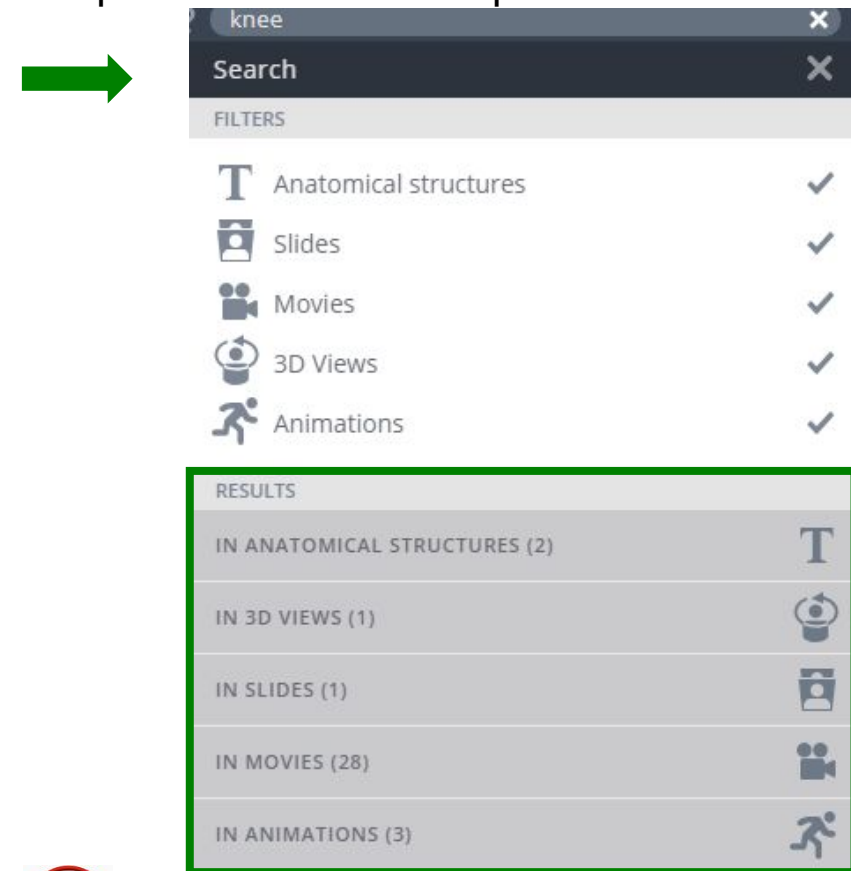 knee
Search
FILTERS
Anatomical structures
Slides
Movies
3D Views
Animations
RESULTS
IN ANATOMICAL STRUCTURES (2)
IN 3D VIEWS (1)
IN SLIDES (1)
IN MOVIES (28)
IN ANIMATIONS (3)